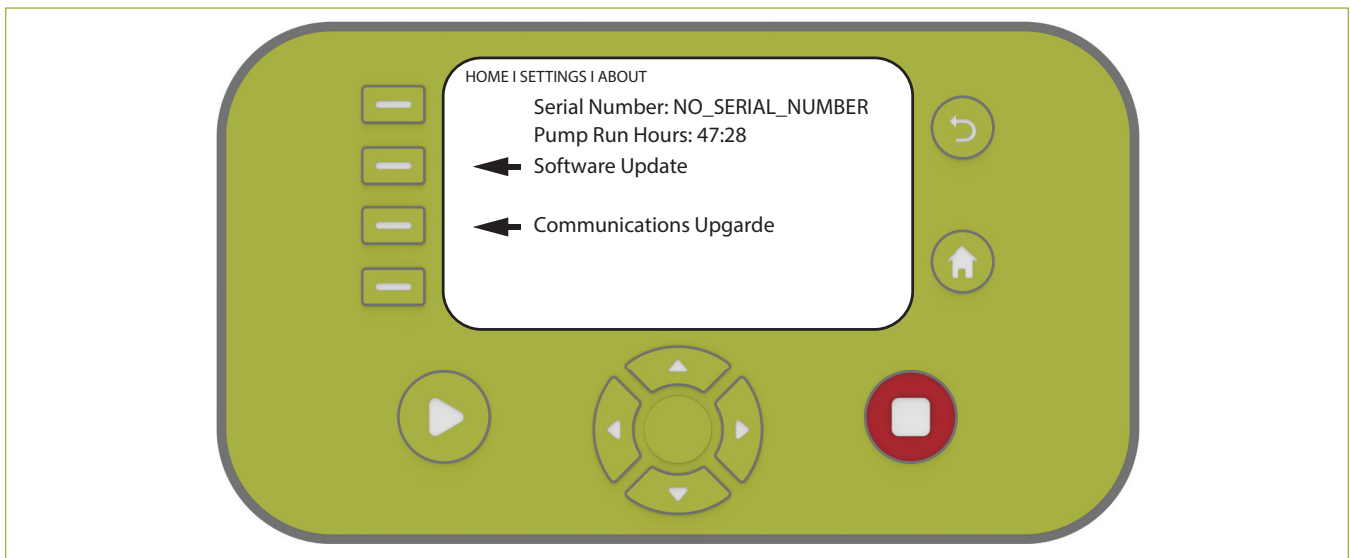 HOME I SETTINGS I ABOUT
Serial Number: NO_SERIAL_NUMBER
Pump Run Hours: 47:28
Software Update
Communications Upgarde